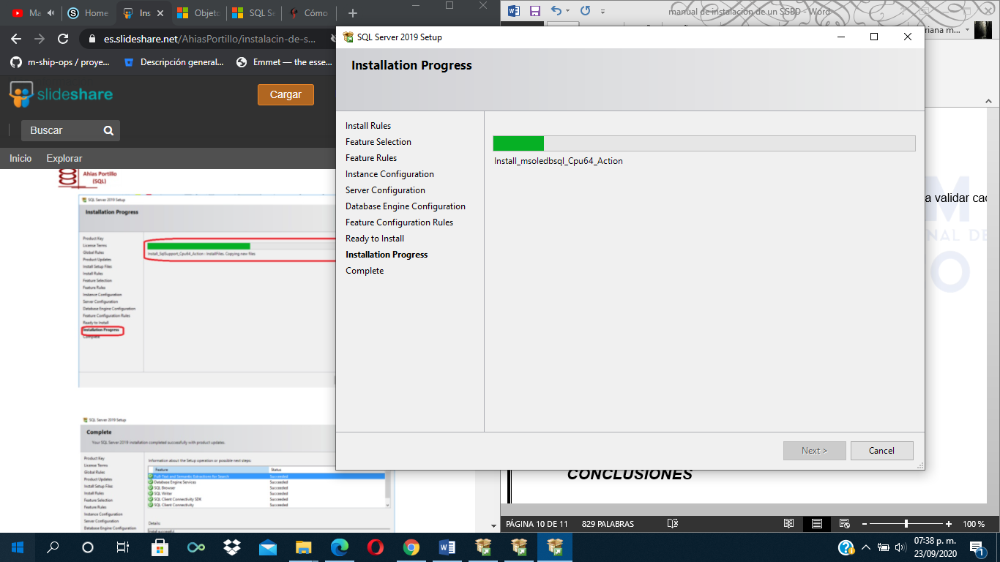 Ma
Home
Ins
Objeto
SQL Se
Cómo
manual de instalación de un SGBD - Word
es.slideshare.net/AhiasPortillo/instalacin-de-s...
riana m...
m-ship-ops / proye...
Descripción general...
Emmet — the esse...
slideshare
Cargar
Buscar
Inicio
Explorar
Ahias Portillo
(SQL)
SQL Server 2019 Setup
Installation Progress
Product Key
License Terms
Global Rules
Product Updates
Install Setup Files
Install Rules
Feature Selection
Feature Rules
Instance Configuration
Server Configuration
Database Engine Configuration
Feature Configuration Rules
Ready to Install
Installation Progress
Complete
Install_SqlSupport_Cpu64_Action : InstallFiles. Copying new files
SQL Server 2019 Setup
Complete
Your SQL Server 2019 installation completed successfully with product updates.
Product Key
License Terms
Global Rules
Product Updates
Install Setup Files
Install Rules
Feature Selection
Feature Rules
Instance Configuration
Server Configuration
Database Engine Configuration
Information about the Setup operation or possible next steps:
Feature Status
Full-Text and Semantic Extractions for Search Succeeded
Database Engine Services Succeeded
SQL Browser Succeeded
SQL Writer Succeeded
SQL Client Connectivity SDK Succeeded
SQL Client Connectivity Succeeded
Details:
Install successful.
SQL Server 2019 Setup
Installation Progress
Install Rules
Feature Selection
Feature Rules
Instance Configuration
Server Configuration
Database Engine Configuration
Feature Configuration Rules
Ready to Install
Installation Progress
Complete
Install_msoledbsql_Cpu64_Action
Next >
Cancel
a validar cad
M
NAL DE
O
CONCLUSIONES
PÁGINA 10 DE 11
829 PALABRAS
100 %
07:38 p. m.
23/09/2020
1